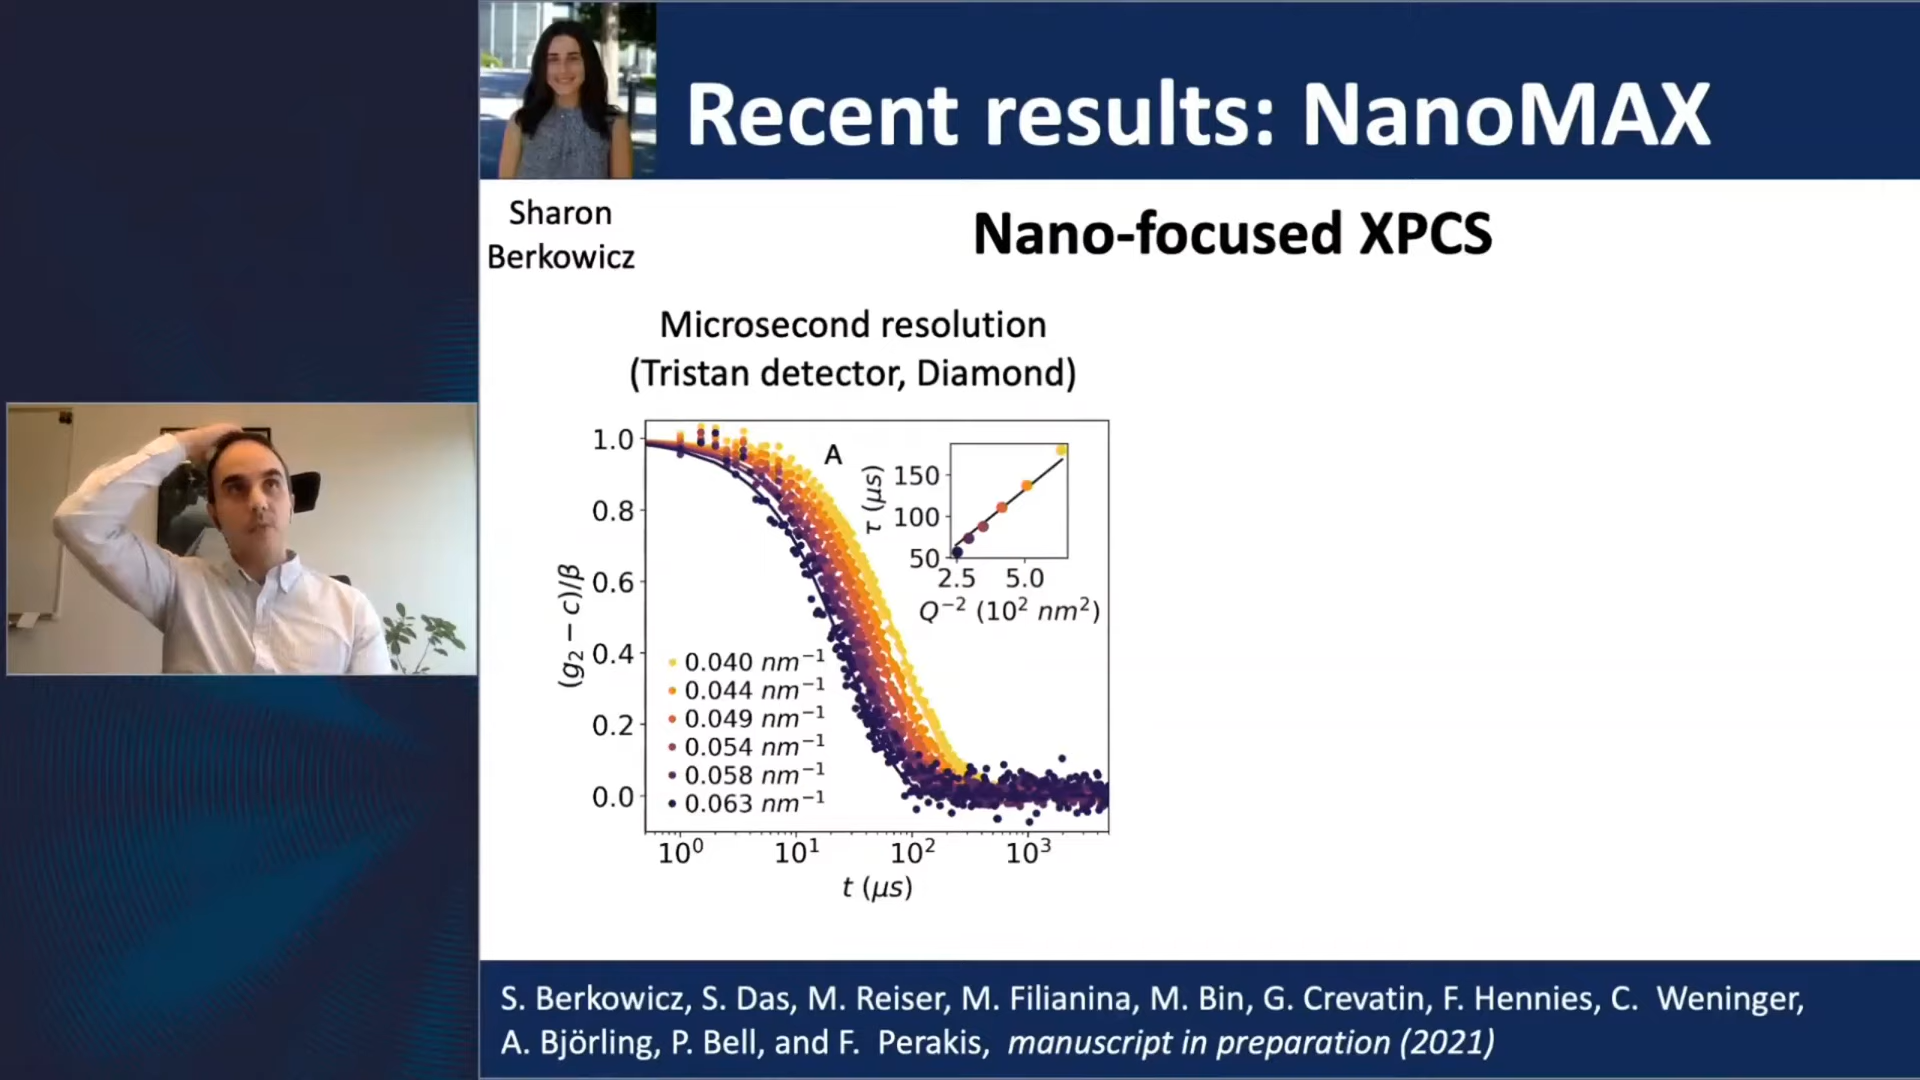 Recent results: NanoMAX
Sharon
Berkowicz
Nano-focused XPCS
Microsecond resolution
(Tristan detector, Diamond)
A
1.0
0.8
0.6
0.4
0.2
0.0
(g₂ − c)/β
0.040 nm⁻¹
0.044 nm⁻¹
0.049 nm⁻¹
0.054 nm⁻¹
0.058 nm⁻¹
0.063 nm⁻¹
10⁰ 10¹ 10² 10³
t (μs)
τ (μs)
150
100
50
2.5 5.0
Q⁻² (10² nm²)
S. Berkowicz, S. Das, M. Reiser, M. Filianina, M. Bin, G. Crevatin, F. Hennies, C. Weninger,
A. Björling, P. Bell, and F. Perakis, manuscript in preparation (2021)